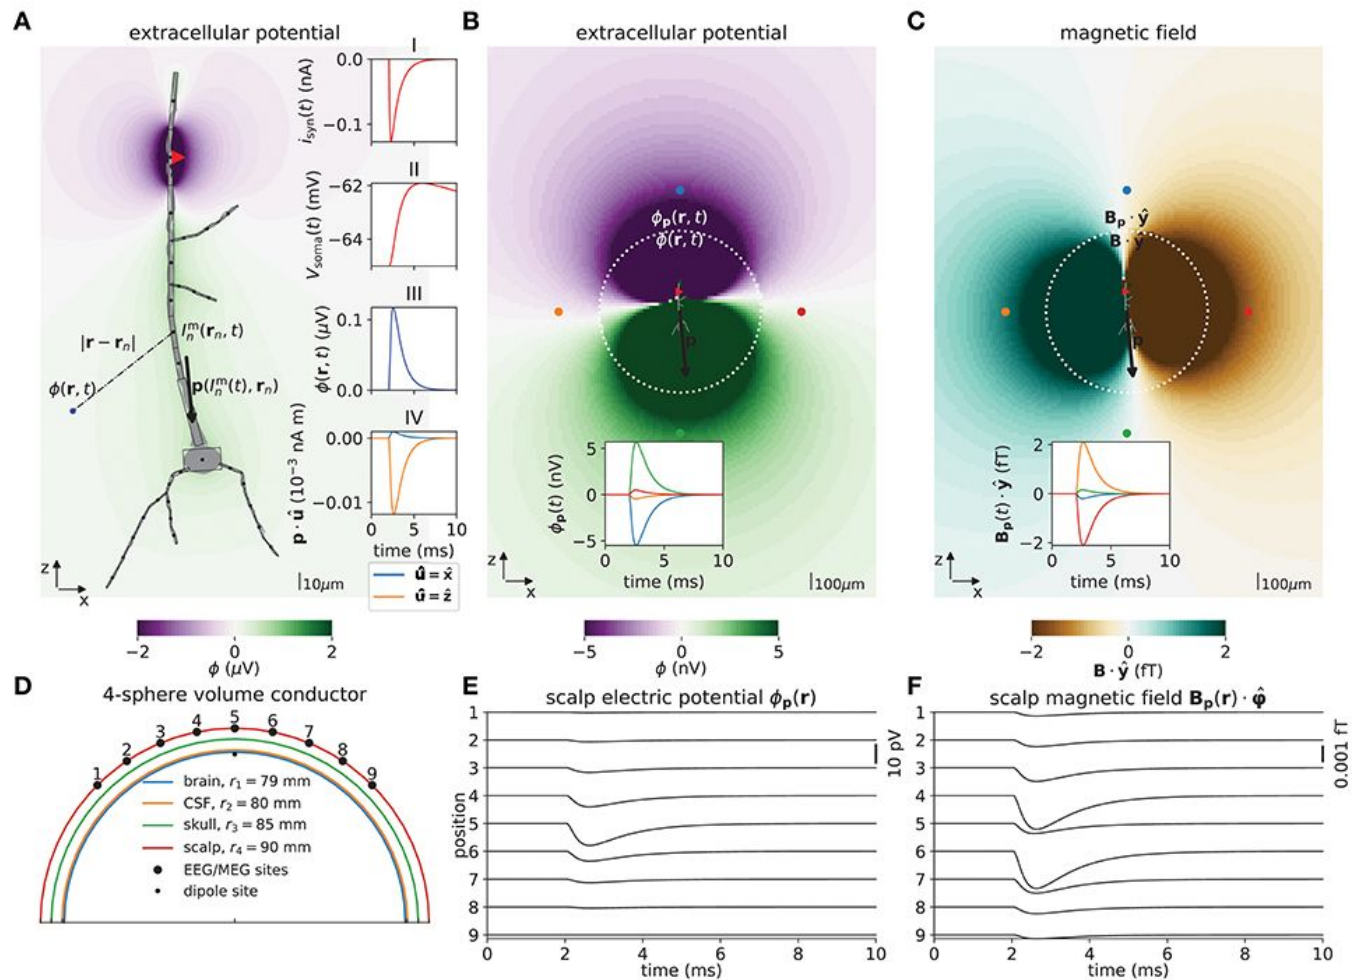 A
extracellular potential
I
0.0
−0.1
i_syn(t) (nA)
II
−62
−64
V_soma(t) (mV)
III
0.1
0.0
ϕ(r, t) (μV)
IV
0.00
−0.01
p · û (10⁻³ nA m)
0 5 10
time (ms)
û = x̂
û = ẑ
|r − r_n|
I_n^m(r_n, t)
ϕ(r, t)
p(I_n^m(t), r_n)
z
x
10μm
−2 0 2
ϕ (μV)
B
extracellular potential
ϕ_p(r, t)
ϕ(r, t)
p
5
0
−5
ϕ_p(t) (nV)
0 5 10
time (ms)
z
x
100μm
−5 0 5
ϕ (nV)
C
magnetic field
B_p · ŷ
B · ŷ
p
2
0
−2
B_p(t) · ŷ (fT)
0 5 10
time (ms)
z
x
100μm
−2 0 2
B · ŷ (fT)
D
4-sphere volume conductor
1 2 3 4 5 6 7 8 9
brain, r₁ = 79 mm
CSF, r₂ = 80 mm
skull, r₃ = 85 mm
scalp, r₄ = 90 mm
EEG/MEG sites
dipole site
E
scalp electric potential ϕ_p(r)
1
2
3
4
5
6
7
8
9
position
10 pV
0 2 4 6 8 10
time (ms)
F
scalp magnetic field B_p(r) · φ̂
1
2
3
4
5
6
7
8
9
0.001 fT
0 2 4 6 8 10
time (ms)